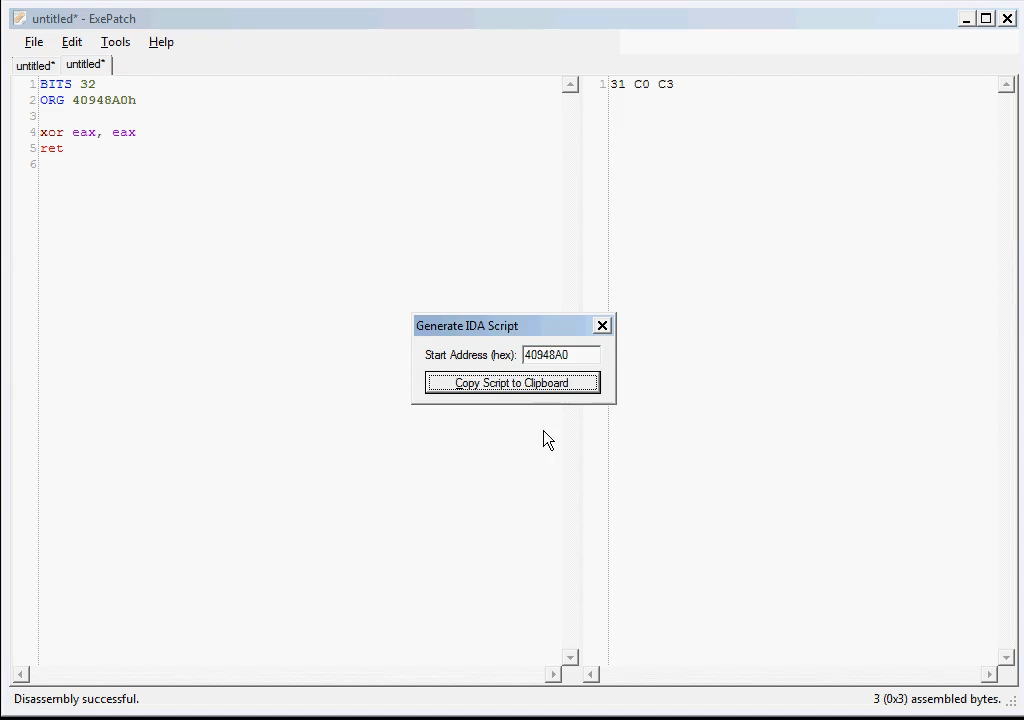 untitled* - ExePatch
File Edit Tools Help
untitled* untitled*
1 BITS 32
2 ORG 40948A0h
3
4 xor eax, eax
5 ret
6
1 31 C0 C3
Generate IDA Script
Start Address (hex): 40948A0
Copy Script to Clipboard
Disassembly successful. 3 (0x3) assembled bytes.